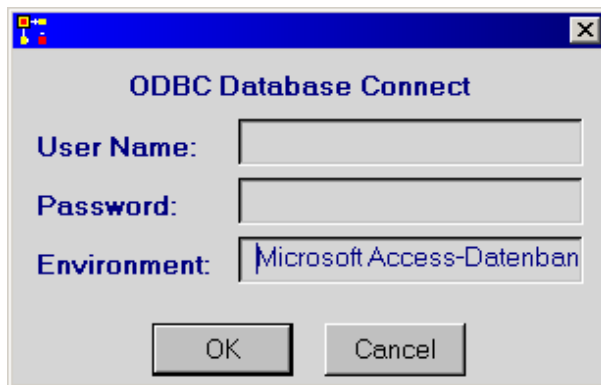 ODBC Database Connect
User Name:
Password:
Environment: Microsoft Access-Datenban
OK Cancel